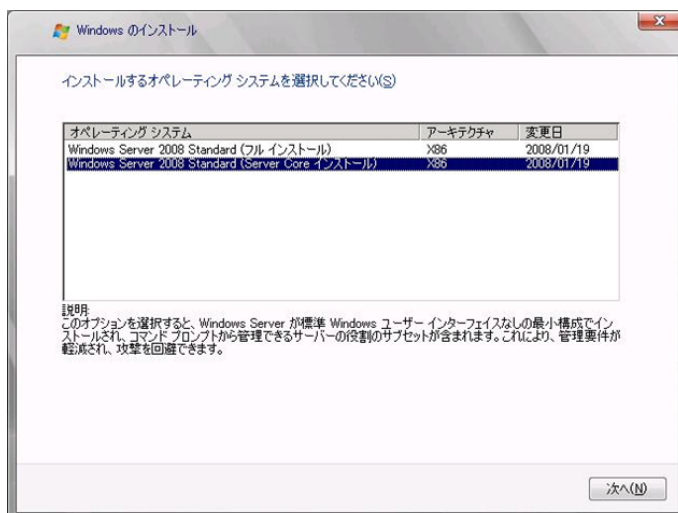 Windows のインストール
インストールするオペレーティング システムを選択してください(S)
オペレーティング システム アーキテクチャ 変更日
Windows Server 2008 Standard (フル インストール) X86 2008/01/19
Windows Server 2008 Standard (Server Core インストール) X86 2008/01/19
説明:
このオプションを選択すると、Windows Server が標準 Windows ユーザー インターフェイスなしの最小構成でイン
ストールされ、コマンド プロンプトから管理できるサーバーの役割のサブセットが含まれます。これにより、管理要件が
軽減され、攻撃を回避できます。
次へ(N)